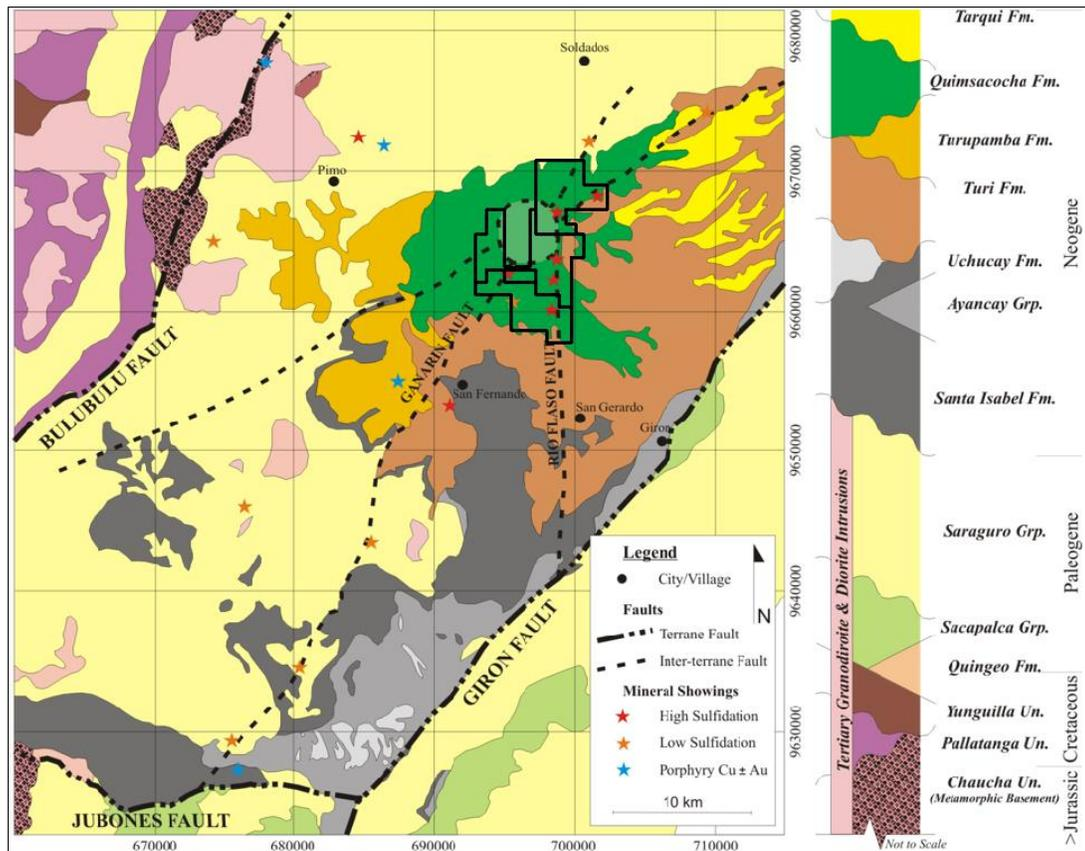 Soldados
Pimo
BULUBULU FAULT
GAÑARIN FAULT
San Fernando
RIO FLASO FAULT
San Gerardo
Giron
GIRON FAULT
JUBONES FAULT
Legend
City/Village
Faults
Terrane Fault
Inter-terrane Fault
Mineral Showings
High Sulfidation
Low Sulfidation
Porphyry Cu ± Au
N
10 km
670000
680000
690000
700000
710000
9680000
9670000
9660000
9650000
9640000
9630000
Tarqui Fm.
Quimsacocha Fm.
Turupamba Fm.
Turi Fm.
Uchucay Fm.
Ayancay Grp.
Santa Isabel Fm.
Saraguro Grp.
Sacapalca Grp.
Quingeo Fm.
Yunguilla Un.
Pallatanga Un.
Chaucha Un.
(Metamorphic Basement)
Not to Scale
Tertiary Granodiroite & Diorite Intrusions
Neogene
Paleogene
Cretaceous
>Jurassic